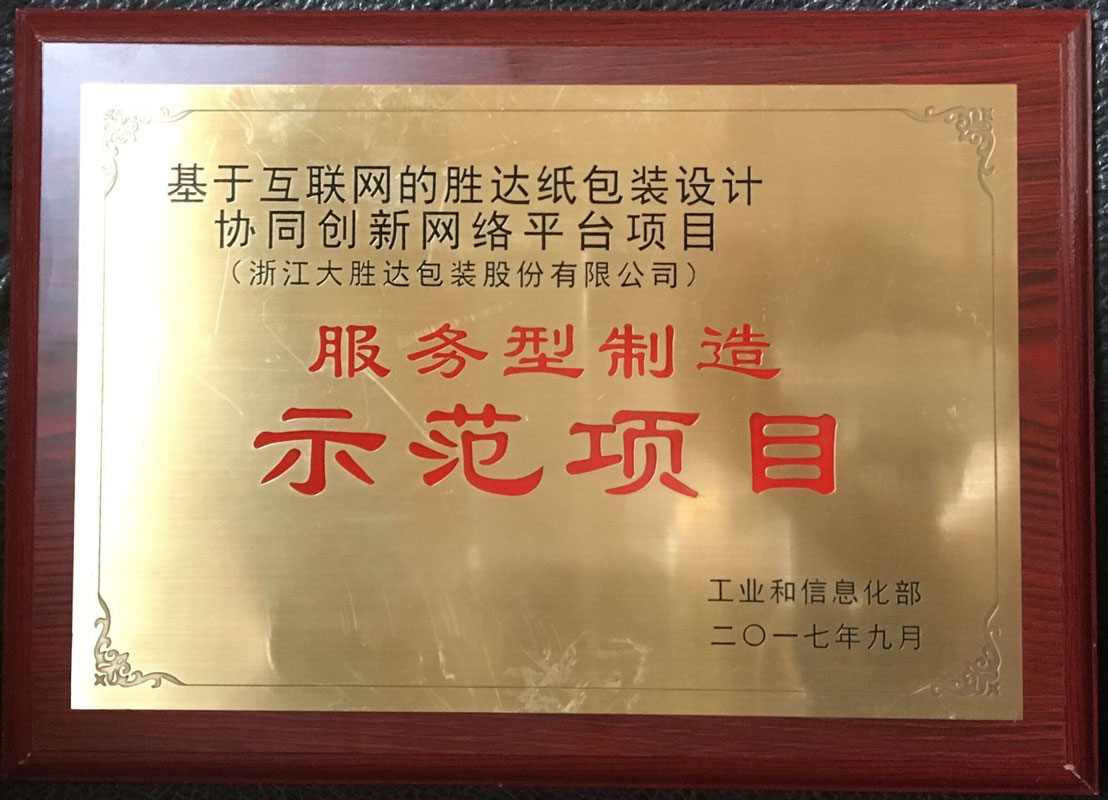 基于互联网的胜达纸包装设计
协同创新网络平台项目
（浙江大胜达包装股份有限公司）
服务型制造
示范项目
工业和信息化部
二〇一七年九月